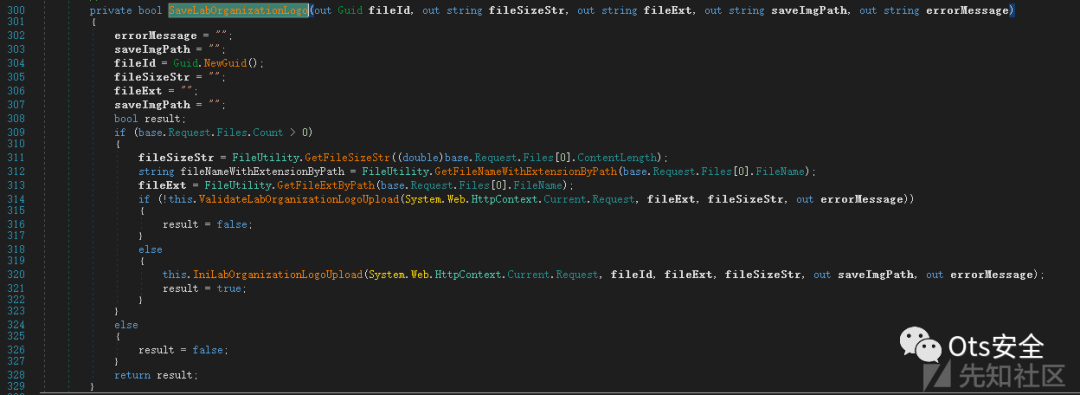 300 private bool SaveLabOrganizationLogo(out Guid fileId, out string fileSizeStr, out string fileExt, out string saveImgPath, out string errorMessage)
301 {
302 errorMessage = "";
303 saveImgPath = "";
304 fileId = Guid.NewGuid();
305 fileSizeStr = "";
306 fileExt = "";
307 saveImgPath = "";
308 bool result;
309 if (base.Request.Files.Count > 0)
310 {
311 fileSizeStr = FileUtility.GetFileSizeStr((double)base.Request.Files[0].ContentLength);
312 string fileNameWithExtensionByPath = FileUtility.GetFileNameWithExtensionByPath(base.Request.Files[0].FileName);
313 fileExt = FileUtility.GetFileExtByPath(base.Request.Files[0].FileName);
314 if (!this.ValidateLabOrganizationLogoUpload(System.Web.HttpContext.Current.Request, fileExt, fileSizeStr, out errorMessage))
315 {
316 result = false;
317 }
318 else
319 {
320 this.IniLabOrganizationLogoUpload(System.Web.HttpContext.Current.Request, fileId, fileExt, fileSizeStr, out saveImgPath, out errorMessage);
321 result = true;
322 }
323 }
324 else
325 {
326 result = false;
327 }
328 return result;
329 }
Ots安全
先知社区